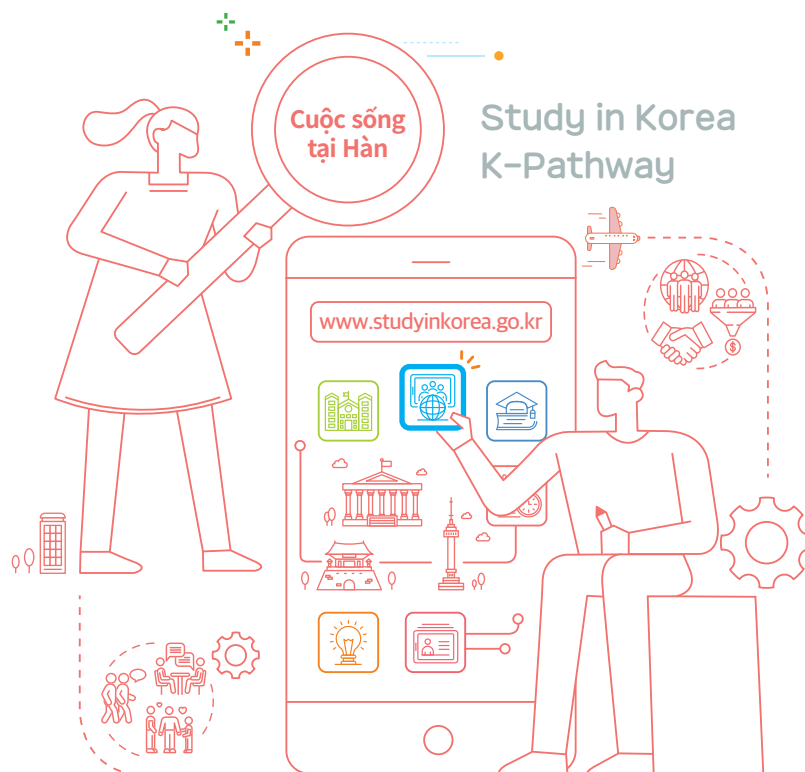 Cuộc sống
tại Hàn
Study in Korea
K-Pathway
www.studyinkorea.go.kr
$